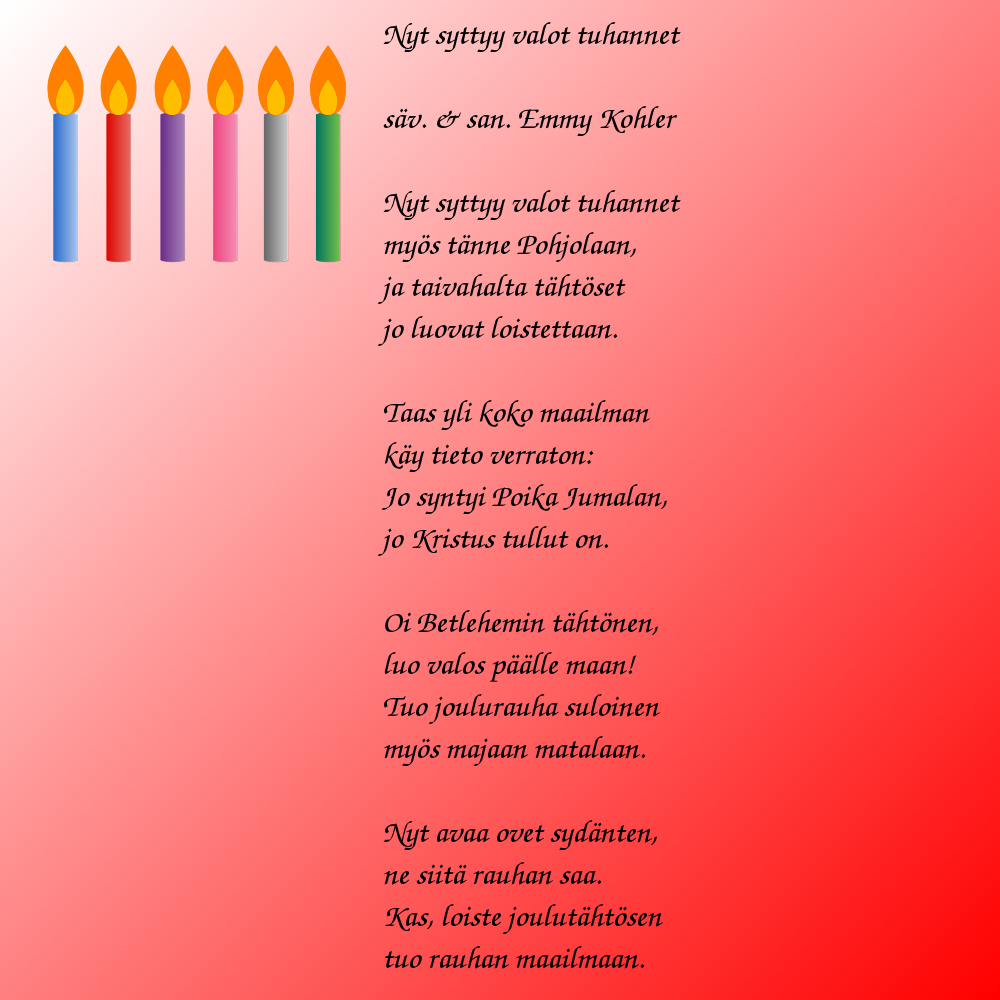 Nyt syttyy valot tuhannet
säv. & san. Emmy Kohler
Nyt syttyy valot tuhannet
myös tänne Pohjolaan,
ja taivahalta tähtöset
jo luovat loistettaan.
Taas yli koko maailman
käy tieto verraton:
Jo syntyi Poika Jumalan,
jo Kristus tullut on.
Oi Betlehemin tähtönen,
luo valos päälle maan!
Tuo joulurauha suloinen
myös majaan matalaan.
Nyt avaa ovet sydänten,
ne siitä rauhan saa.
Kas, loiste joulutähtösen
tuo rauhan maailmaan.